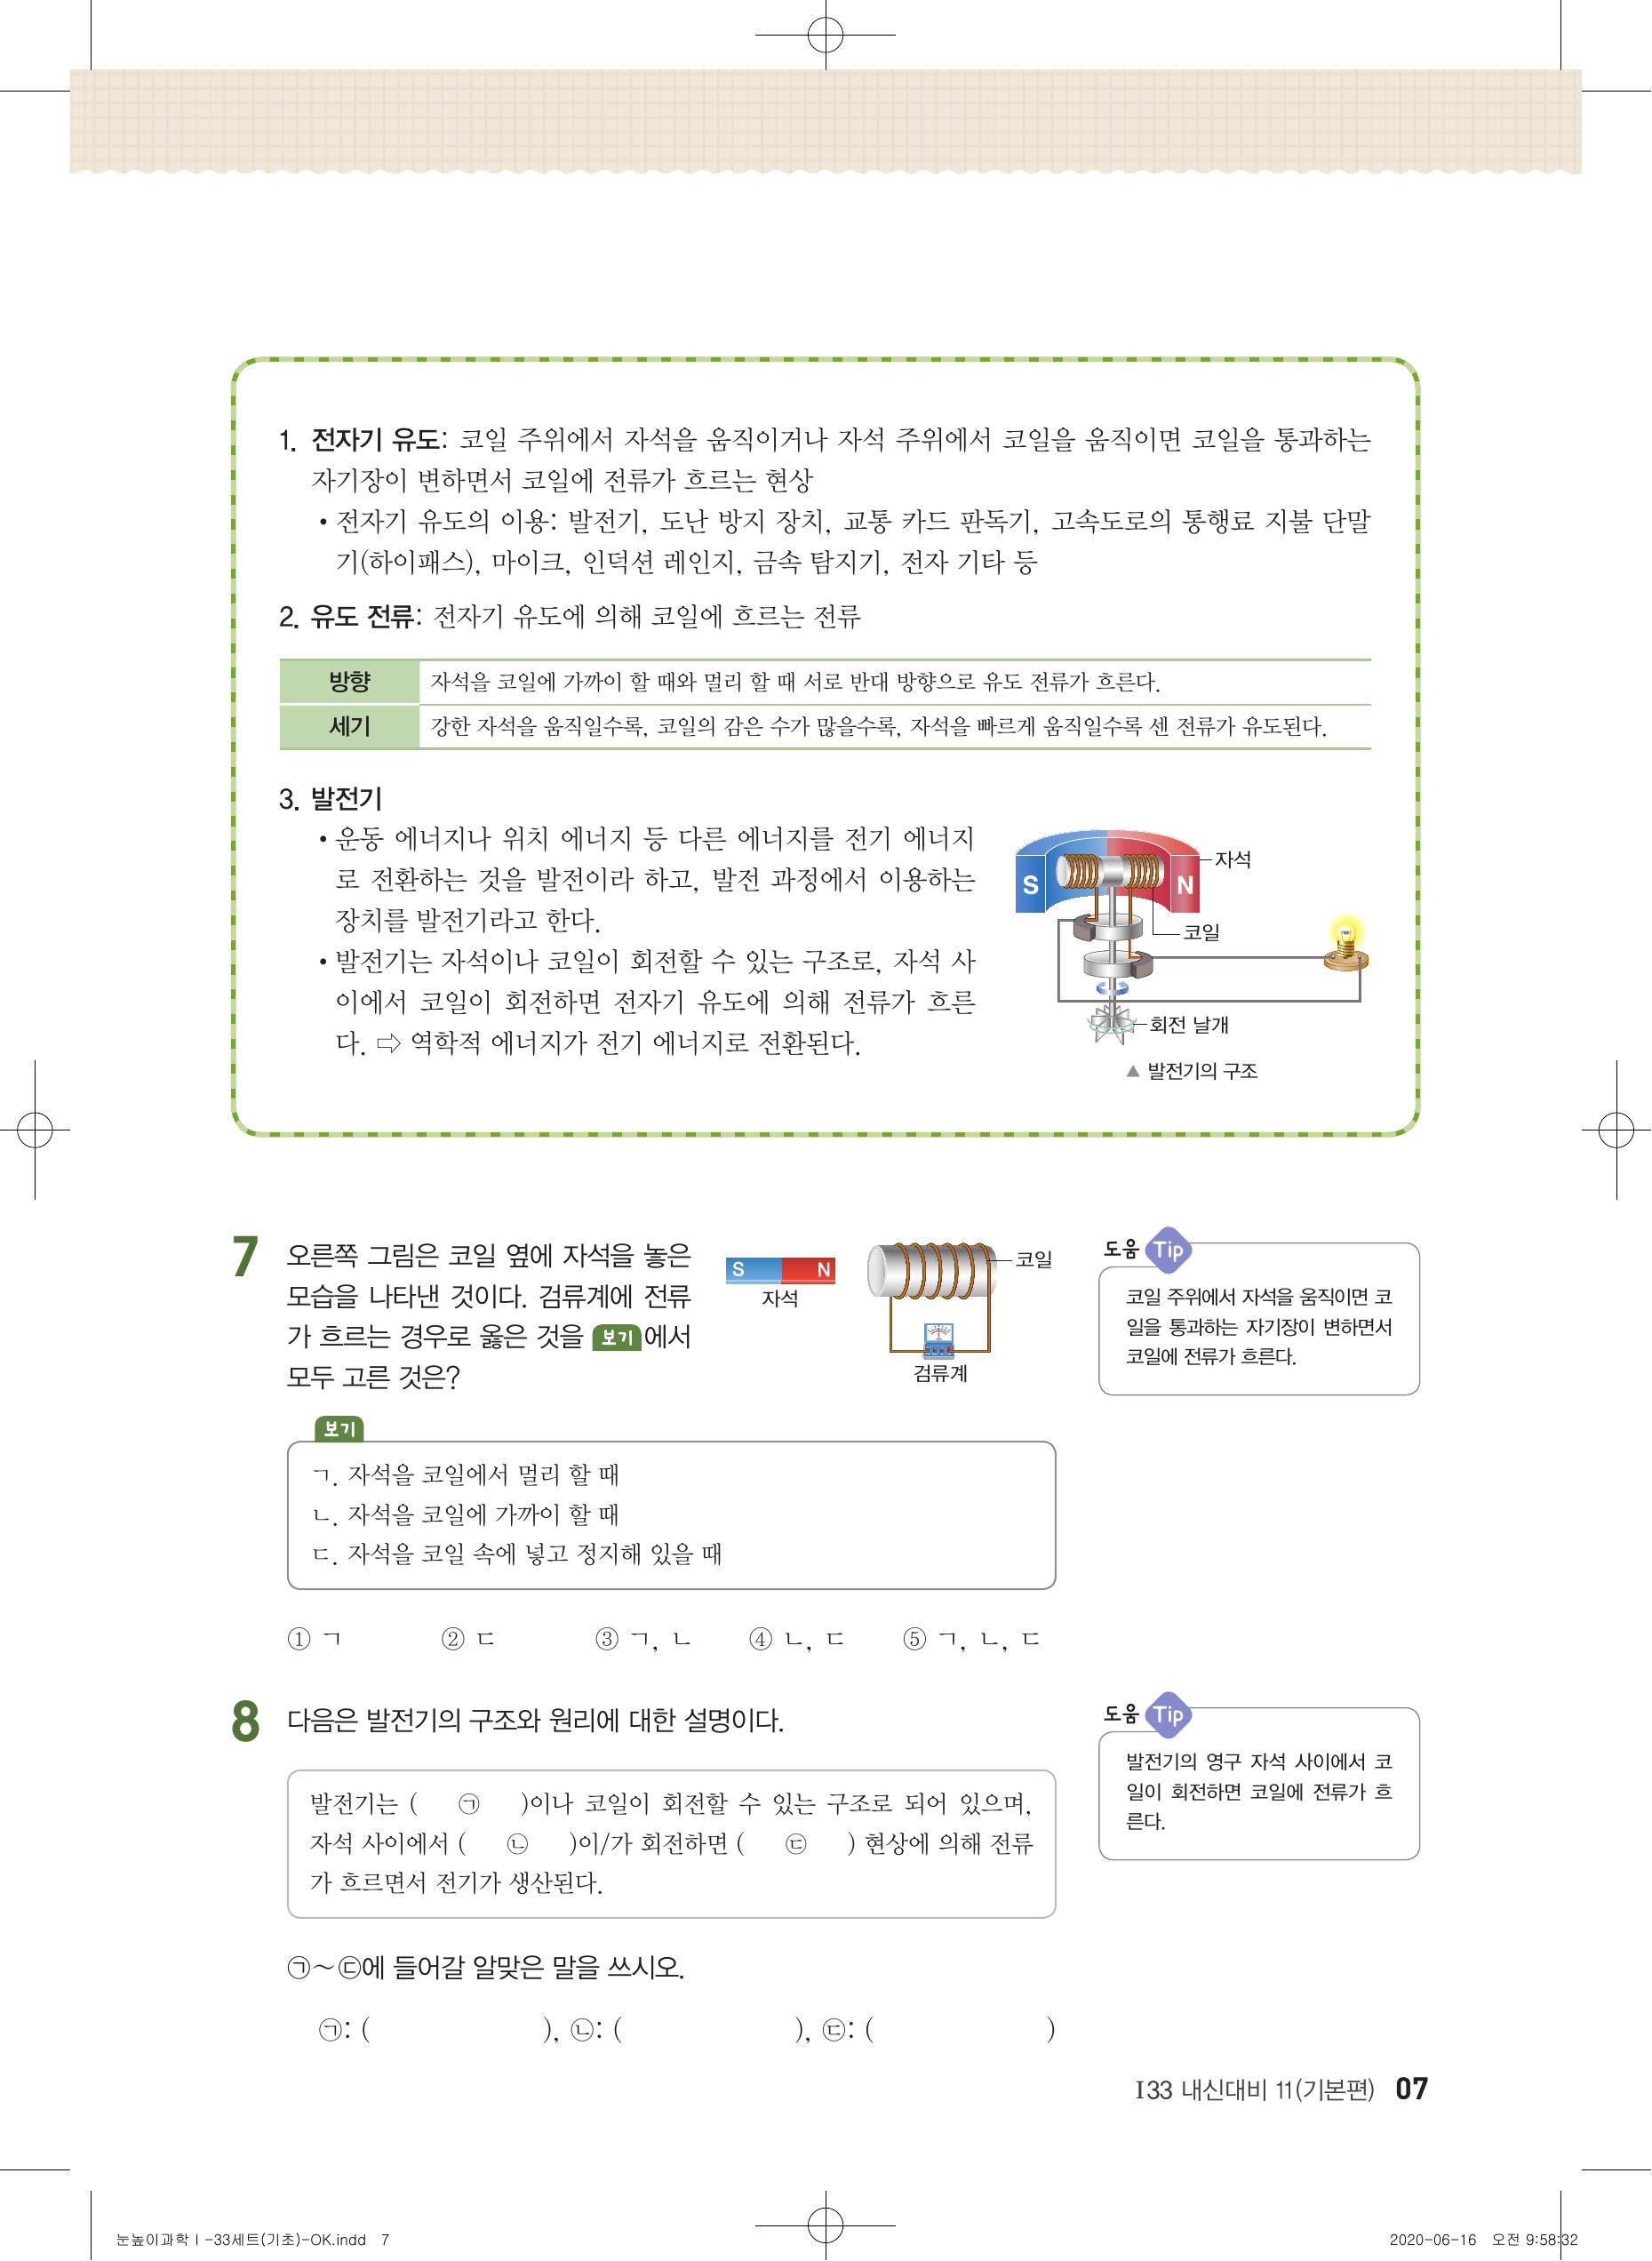 1. 전자기 유도: 코일 주위에서 자석을 움직이거나 자석 주위에서 코일을 움직이면 코일을 통과하는
자기장이 변하면서 코일에 전류가 흐르는 현상
• 전자기 유도의 이용: 발전기, 도난 방지 장치, 교통 카드 판독기, 고속도로의 통행료 지불 단말
기(하이패스), 마이크, 인덕션 레인지, 금속 탐지기, 전자 기타 등
2. 유도 전류: 전자기 유도에 의해 코일에 흐르는 전류
방향 자석을 코일에 가까이 할 때와 멀리 할 때 서로 반대 방향으로 유도 전류가 흐른다.
세기 강한 자석을 움직일수록, 코일의 감은 수가 많을수록, 자석을 빠르게 움직일수록 센 전류가 유도된다.
3. 발전기
• 운동 에너지나 위치 에너지 등 다른 에너지를 전기 에너지
로 전환하는 것을 발전이라 하고, 발전 과정에서 이용하는
장치를 발전기라고 한다.
• 발전기는 자석이나 코일이 회전할 수 있는 구조로, 자석 사
이에서 코일이 회전하면 전자기 유도에 의해 전류가 흐른
다. ⇨ 역학적 에너지가 전기 에너지로 전환된다.
S N 자석
코일
회전 날개
▲ 발전기의 구조
7 오른쪽 그림은 코일 옆에 자석을 놓은
모습을 나타낸 것이다. 검류계에 전류
가 흐르는 경우로 옳은 것을 보기 에서
모두 고른 것은?
S N
자석
코일
검류계
도움 Tip
코일 주위에서 자석을 움직이면 코
일을 통과하는 자기장이 변하면서
코일에 전류가 흐른다.
보기
ㄱ. 자석을 코일에서 멀리 할 때
ㄴ. 자석을 코일에 가까이 할 때
ㄷ. 자석을 코일 속에 넣고 정지해 있을 때
① ㄱ ② ㄷ ③ ㄱ, ㄴ ④ ㄴ, ㄷ ⑤ ㄱ, ㄴ, ㄷ
8 다음은 발전기의 구조와 원리에 대한 설명이다.
도움 Tip
발전기의 영구 자석 사이에서 코
일이 회전하면 코일에 전류가 흐
른다.
발전기는 ( ㉠ )이나 코일이 회전할 수 있는 구조로 되어 있으며,
자석 사이에서 ( ㉡ )이/가 회전하면 ( ㉢ ) 현상에 의해 전류
가 흐르면서 전기가 생산된다.
㉠~㉢에 들어갈 알맞은 말을 쓰시오.
㉠: ( ), ㉡: ( ), ㉢: ( )
I33 내신대비 11(기본편) 07
눈높이과학 I -33세트(기초)-OK.indd 7
2020-06-16 오전 9:58:32